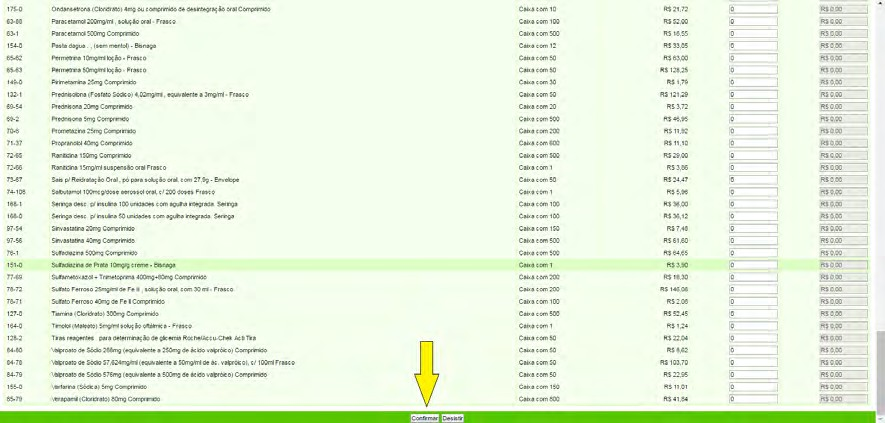 175-0 Ondansetrona (Cloridrato) 4mg ou comprimido de desintegração oral Comprimido Caixa com 10 R$ 21,72 0 R$ 0,00
63-88 Paracetamol 200mg/ml , solução oral - Frasco Caixa com 100 R$ 52,00 0 R$ 0,00
63-1 Paracetamol 500mg Comprimido Caixa com 500 R$ 16,55 0 R$ 0,00
154-0 Pasta dagua . , (sem mentol) - Bisnaga Caixa com 12 R$ 33,05 0 R$ 0,00
65-62 Permetrina 10mg/ml loção - Frasco Caixa com 50 R$ 63,00 0 R$ 0,00
65-63 Permetrina 50mg/ml loção - Frasco Caixa com 50 R$ 128,25 0 R$ 0,00
149-0 Pirimetamina 25mg Comprimido Caixa com 30 R$ 1,79 0 R$ 0,00
132-1 Prednisolona (Fosfato Sódico) 4,02mg/ml , equivalente a 3mg/ml - Frasco Caixa com 50 R$ 121,29 0 R$ 0,00
69-54 Prednisona 20mg Comprimido Caixa com 20 R$ 3,72 0 R$ 0,00
69-2 Prednisona 5mg Comprimido Caixa com 500 R$ 46,95 0 R$ 0,00
70-6 Prometazina 25mg Comprimido Caixa com 200 R$ 11,92 0 R$ 0,00
71-37 Propranolol 40mg Comprimido Caixa com 600 R$ 11,10 0 R$ 0,00
72-65 Ranitidina 150mg Comprimido Caixa com 500 R$ 29,00 0 R$ 0,00
72-66 Ranitidina 15mg/ml suspensão oral Frasco Caixa com 1 R$ 3,86 0 R$ 0,00
73-67 Sais p/ Reidratação Oral , pó para solução oral, com 27,9g - Envelope Caixa com 50 R$ 24,47 0 R$ 0,00
74-106 Salbutamol 100mcg/dose aerossol oral, c/ 200 doses Frasco Caixa com 1 R$ 5,96 0 R$ 0,00
168-1 Seringa desc. p/ insulina 100 unidades com agulha integrada. Seringa Caixa com 100 R$ 36,00 0 R$ 0,00
168-0 Seringa desc. p/ insulina 50 unidades com agulha integrada. Seringa Caixa com 100 R$ 36,12 0 R$ 0,00
97-54 Sinvastatina 20mg Comprimido Caixa com 150 R$ 7,48 0 R$ 0,00
97-56 Sinvastatina 40mg Comprimido Caixa com 500 R$ 51,60 0 R$ 0,00
76-1 Sulfadiazina 500mg Comprimido Caixa com 500 R$ 64,65 0 R$ 0,00
151-0 Sulfadiazina de Prata 10mg/g creme - Bisnaga Caixa com 1 R$ 3,90 0 R$ 0,00
77-69 Sulfametoxazol + Trimetoprima 400mg+80mg Comprimido Caixa com 200 R$ 16,30 0 R$ 0,00
78-72 Sulfato Ferroso 25mg/ml de Fe II , solução oral, com 30 ml - Frasco Caixa com 200 R$ 146,08 0 R$ 0,00
78-71 Sulfato Ferroso 40mg de Fe II Comprimido Caixa com 100 R$ 2,06 0 R$ 0,00
127-0 Tiamina (Cloridrato) 300mg Comprimido Caixa com 500 R$ 52,45 0 R$ 0,00
164-0 Timolol (Maleato) 5mg/ml solução oftálmica - Frasco Caixa com 1 R$ 1,24 0 R$ 0,00
128-2 Tiras reagentes para determinação de glicemia Roche/Accu-Chek Acti Tira Caixa com 50 R$ 22,04 0 R$ 0,00
84-80 Valproato de Sódio 288mg (equivalente a 250mg de ácido valpróico) Comprimido Caixa com 50 R$ 8,62 0 R$ 0,00
84-78 Valproato de Sódio 57,624mg/ml (equivalente a 50mg/ml de ác. valpróico), c/ 100ml Frasco Caixa com 50 R$ 103,70 0 R$ 0,00
84-79 Valproato de Sódio 576mg (equivalente a 500mg de ácido valpróico) Comprimido Caixa com 50 R$ 22,95 0 R$ 0,00
155-0 Varfarina (Sódica) 5mg Comprimido Caixa com 150 R$ 11,01 0 R$ 0,00
85-79 Verapamil (Cloridrato) 80mg Comprimido Caixa com 600 R$ 41,84 0 R$ 0,00
Confirmar Desistir